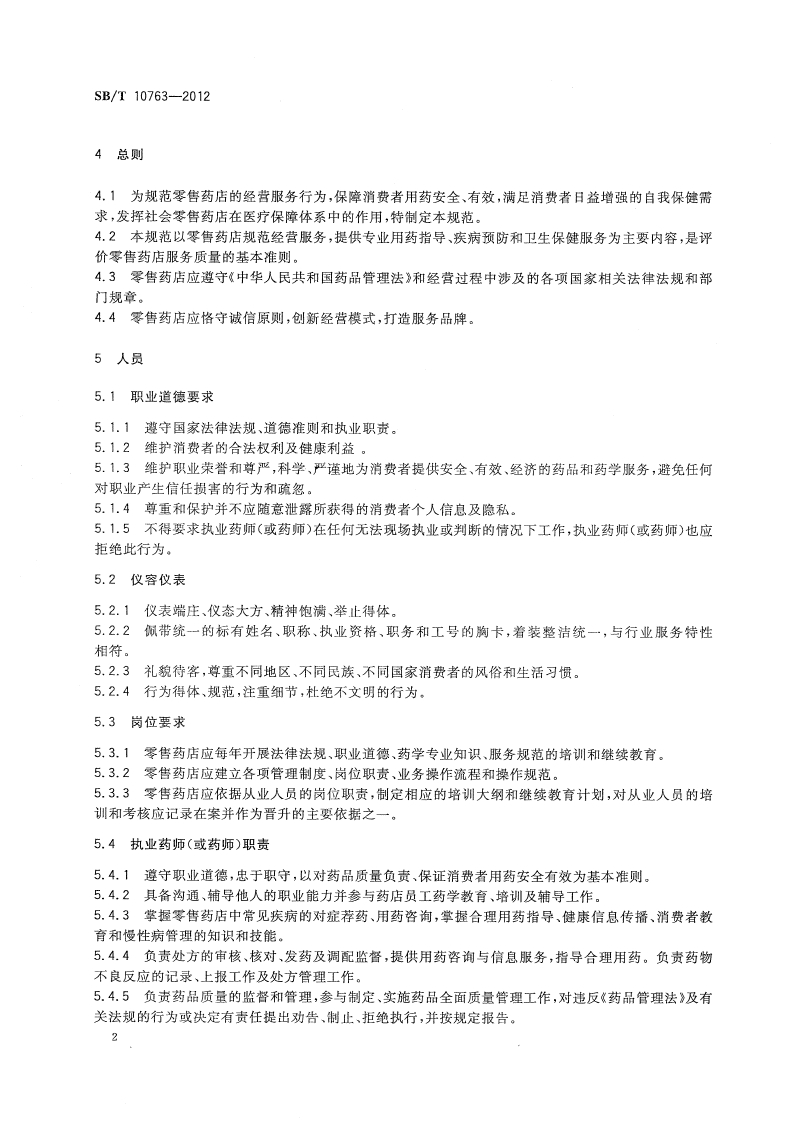 SB/T 10763—2012
4 总则
4.1 为规范零售药店的经营服务行为,保障消费者用药安全、有效,满足消费者日益增强的自我保健需
求,发挥社会零售药店在医疗保障体系中的作用,特制定本规范。
4.2 本规范以零售药店规范经营服务,提供专业用药指导、疾病预防和卫生保健服务为主要内容,是评
价零售药店服务质量的基本准则。
4.3 零售药店应遵守《中华人民共和国药品管理法》和经营过程中涉及的各项国家相关法律法规和部
门规章。
4.4 零售药店应恪守诚信原则,创新经营模式,打造服务品牌。
5 人员
5.1 职业道德要求
5.1.1 遵守国家法律法规、道德准则和执业职责。
5.1.2 维护消费者的合法权利及健康利益 。
5.1.3 维护职业荣誉和尊严,科学、严谨地为消费者提供安全、有效、经济的药品和药学服务,避免任何
对职业产生信任损害的行为和疏忽。
5.1.4 尊重和保护并不应随意泄露所获得的消费者个人信息及隐私。
5.1.5 不得要求执业药师(或药师)在任何无法现场执业或判断的情况下工作,执业药师(或药师)也应
拒绝此行为。
5.2 仪容仪表
5.2.1 仪表端庄、仪态大方、精神饱满、举止得体。
5.2.2 佩带统一的标有姓名、职称、执业资格、职务和工号的胸卡,着装整洁统一,与行业服务特性
相符。
5.2.3 礼貌待客,尊重不同地区、不同民族、不同国家消费者的风俗和生活习惯。
5.2.4 行为得体、规范,注重细节,杜绝不文明的行为。
5.3 岗位要求
5.3.1 零售药店应每年开展法律法规、职业道德、药学专业知识、服务规范的培训和继续教育。
5.3.2 零售药店应建立各项管理制度、岗位职责、业务操作流程和操作规范。
5.3.3 零售药店应依据从业人员的岗位职责,制定相应的培训大纲和继续教育计划,对从业人员的培
训和考核应记录在案并作为晋升的主要依据之一。
5.4 执业药师(或药师)职责
5.4.1 遵守职业道德,忠于职守,以对药品质量负责、保证消费者用药安全有效为基本准则。
5.4.2 具备沟通、辅导他人的职业能力并参与药店员工药学教育、培训及辅导工作。
5.4.3 掌握零售药店中常见疾病的对症荐药、用药咨询,掌握合理用药指导、健康信息传播、消费者教
育和慢性病管理的知识和技能。
5.4.4 负责处方的审核、核对、发药及调配监督,提供用药咨询与信息服务,指导合理用药。负责药物
不良反应的记录、上报工作及处方管理工作。
5.4.5 负责药品质量的监督和管理,参与制定、实施药品全面质量管理工作,对违反《药品管理法》及有
关法规的行为或决定有责任提出劝告、制止、拒绝执行,并按规定报告。
2